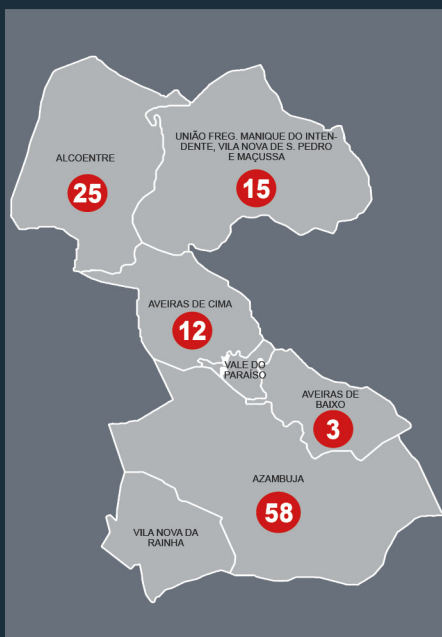 UNIÃO FREG. MANIQUE DO INTEN-
DENTE, VILA NOVA DE S. PEDRO
E MAÇUSSA
ALCOENTRE
25
15
AVEIRAS DE CIMA
12
VALE DO
PARAÍSO
AVEIRAS DE
BAIXO
3
AZAMBUJA
58
VILA NOVA DA
RAINHA